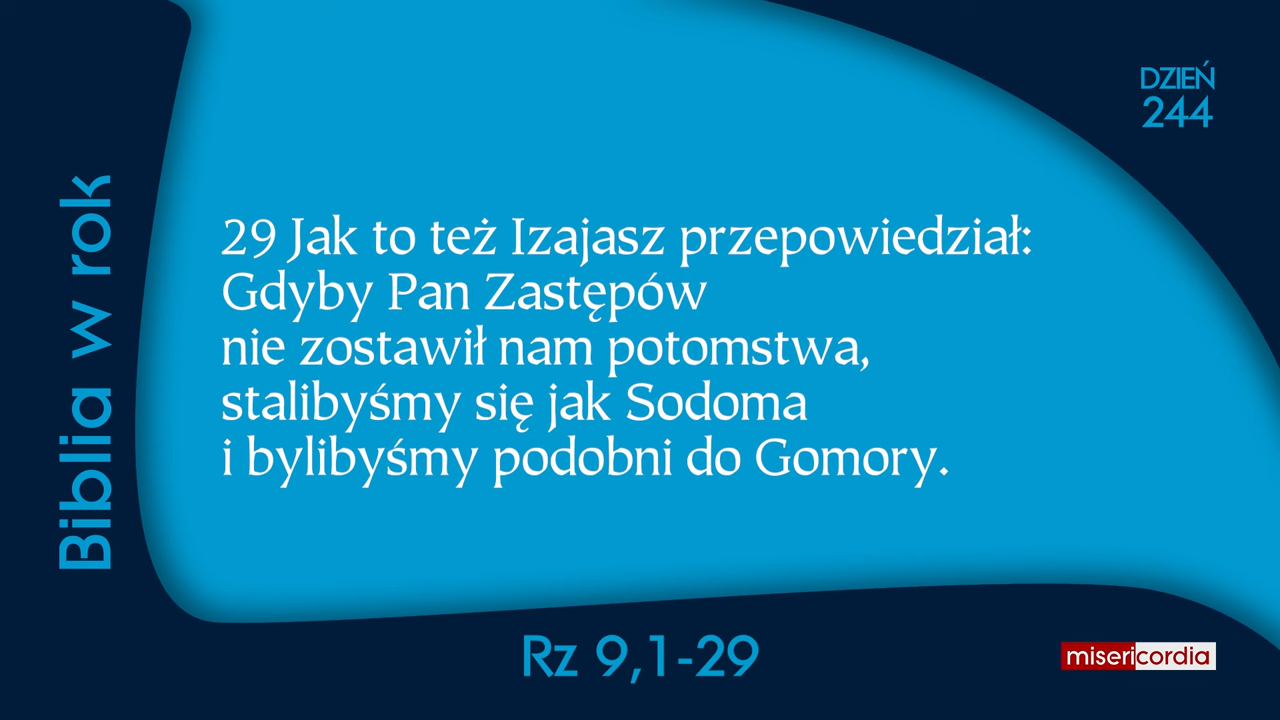 DZIEŃ
244
Biblia w rok
29 Jak to też Izajasz przepowiedział:
Gdyby Pan Zastępów
nie zostawił nam potomstwa,
stalibyśmy się jak Sodoma
i bylibyśmy podobni do Gomory.
Rz 9,1-29
misericordia